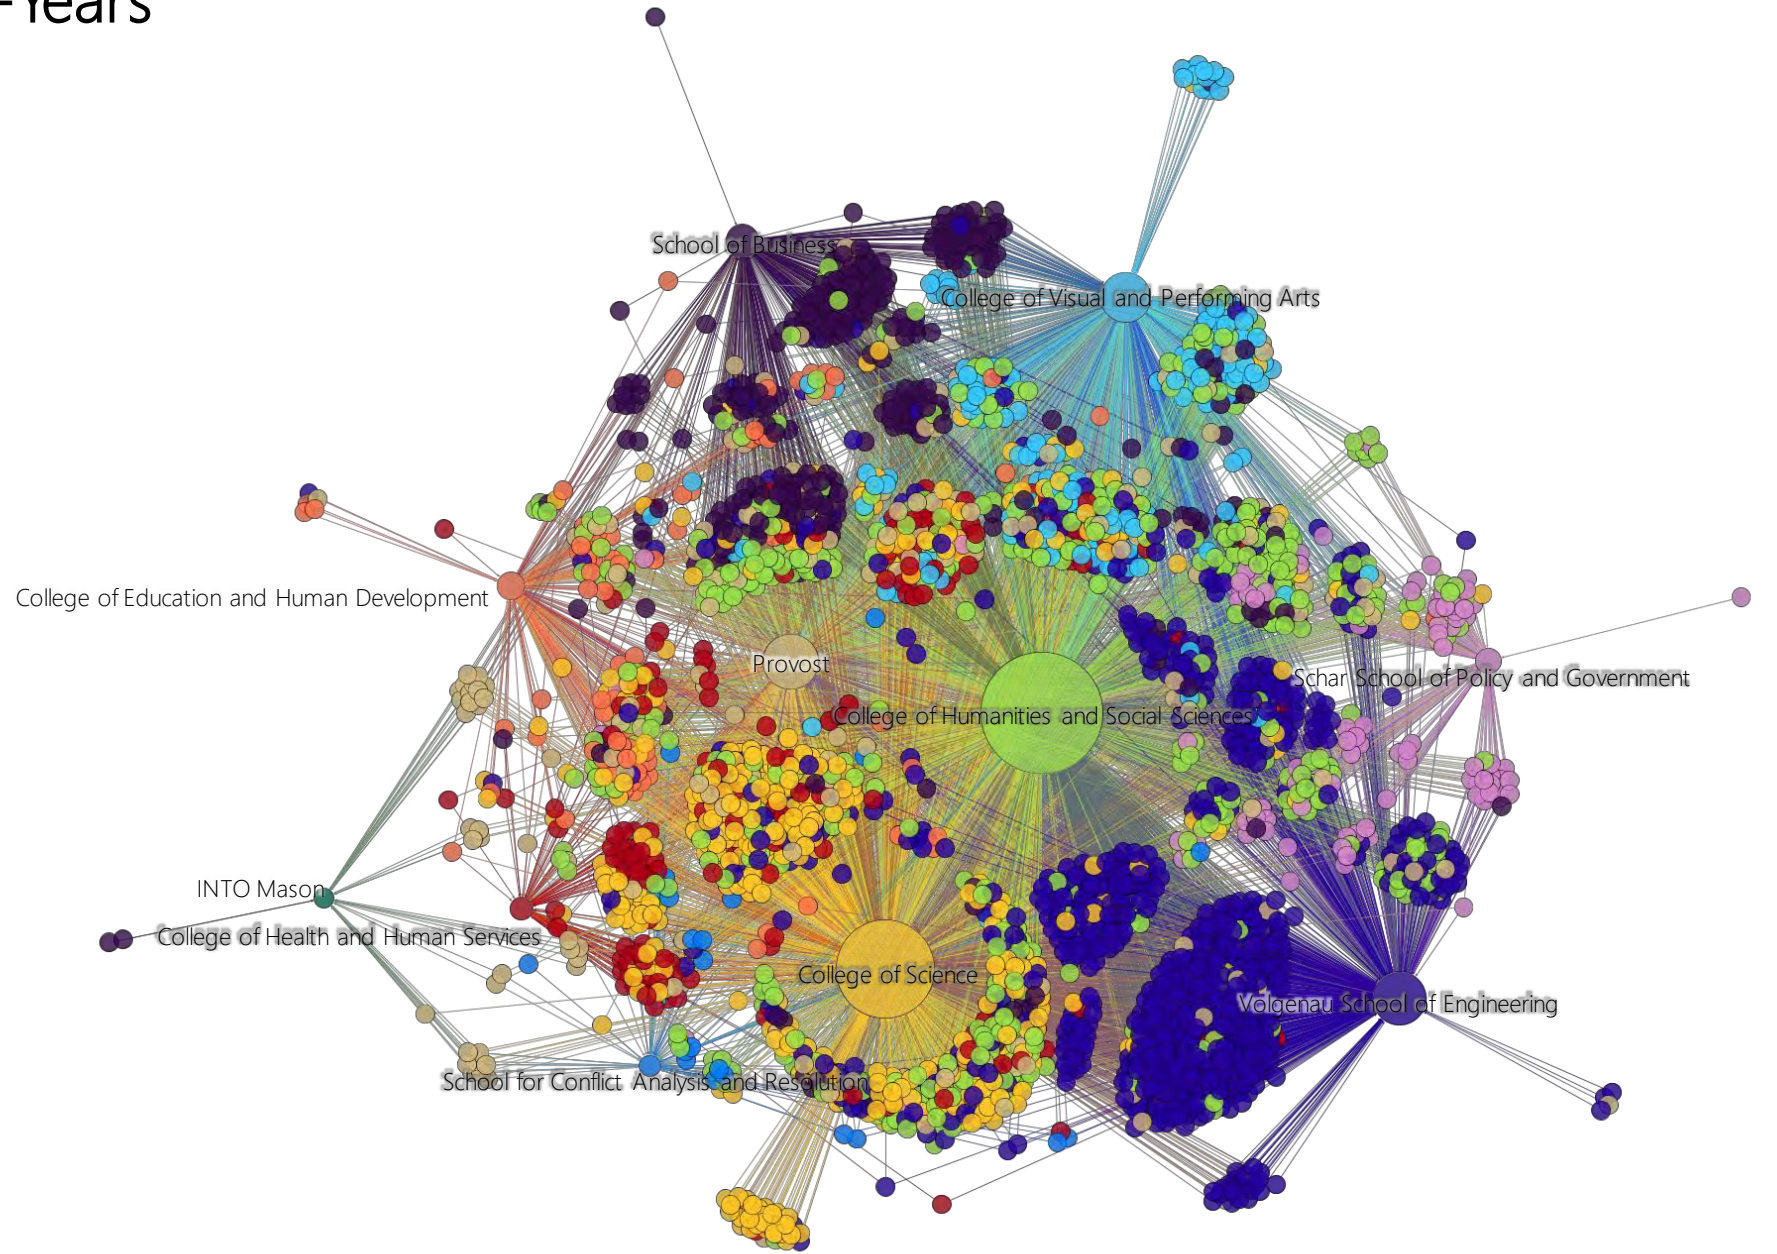 -Years
School of Business
College of Visual and Performing Arts
College of Education and Human Development
Provost
Schar School of Policy and Government
College of Humanities and Social Sciences
INTO Mason
College of Health and Human Services
College of Science
Volgenau School of Engineering
School for Conflict Analysis and Resolution